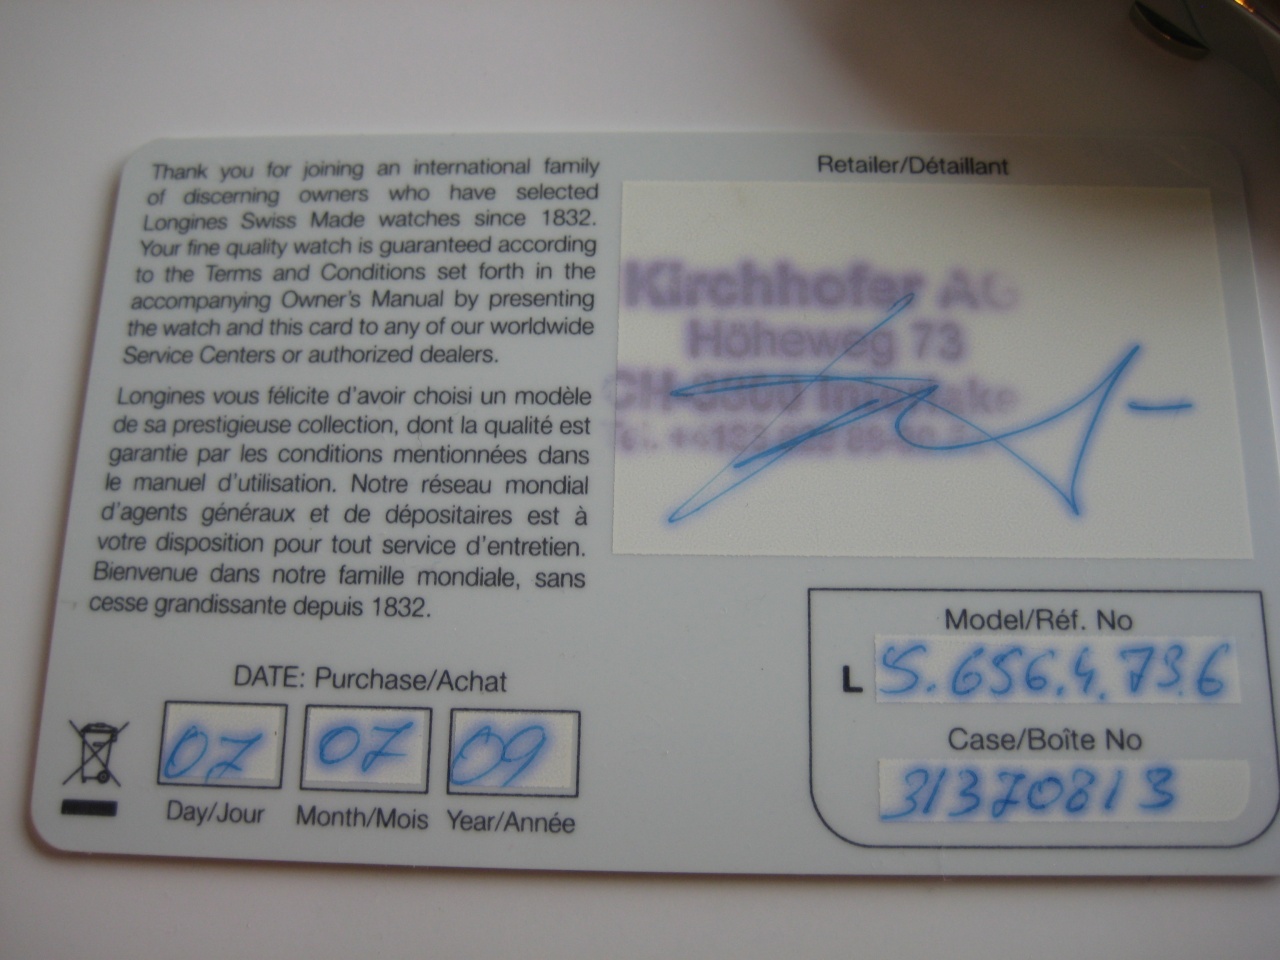 Thank you for joining an international family
of discerning owners who have selected
Longines Swiss Made watches since 1832.
Your fine quality watch is guaranteed according
to the Terms and Conditions set forth in the
accompanying Owner's Manual by presenting
the watch and this card to any of our worldwide
Service Centers or authorized dealers.
Longines vous félicite d'avoir choisi un modèle
de sa prestigieuse collection, dont la qualité est
garantie par les conditions mentionnées dans
le manuel d'utilisation. Notre réseau mondial
d'agents généraux et de dépositaires est à
votre disposition pour tout service d'entretien.
Bienvenue dans notre famille mondiale, sans
cesse grandissante depuis 1832.
DATE: Purchase/Achat
07 07 09
Day/Jour Month/Mois Year/Année
Retailer/Détaillant
Kirchhofer AG
Höheweg 73
CH-3800 Interlaken
Tel.
Model/Réf. No
L 5.656.4.73.6
Case/Boîte No
31370813